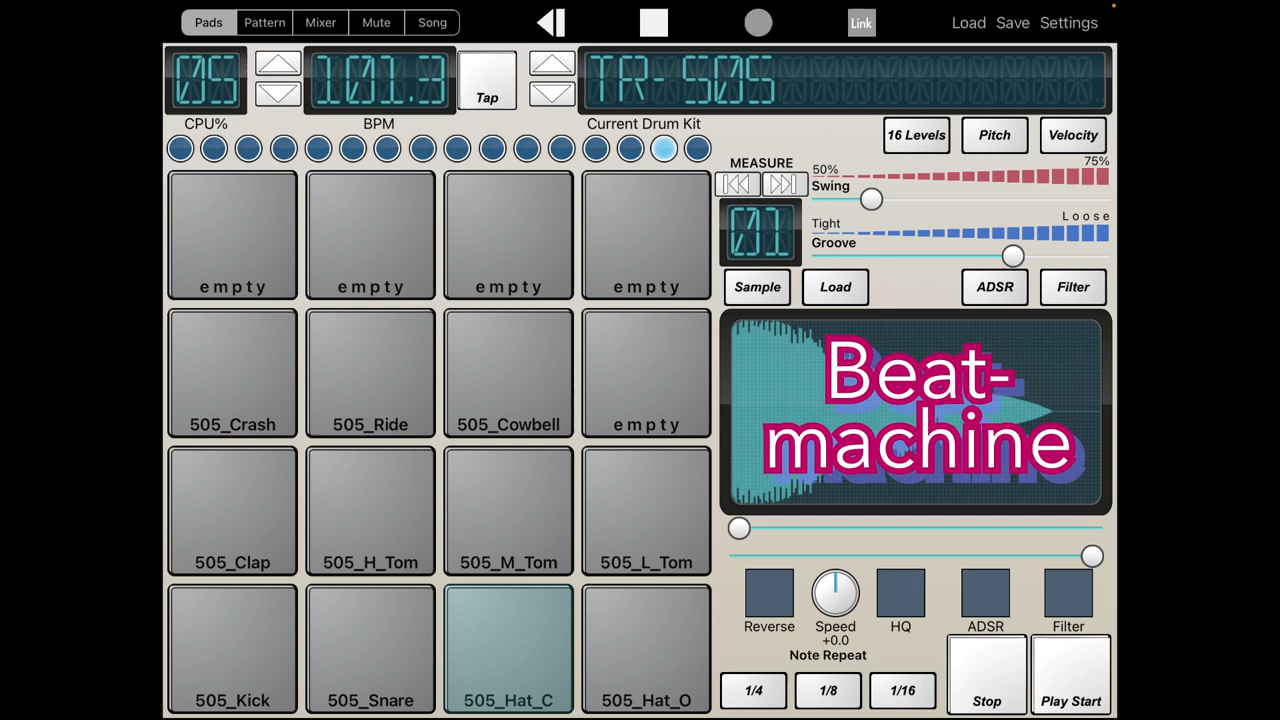 Pads Pattern Mixer Mute Song Link Load Save Settings
05 101.3 Tap TR-505
CPU% BPM Current Drum Kit
16 Levels Pitch Velocity
MEASURE
50% 75%
Swing
01
Tight Loose
Groove
Sample Load ADSR Filter
empty empty empty empty
Beat-
machine
505_Crash 505_Ride 505_Cowbell empty
505_Clap 505_H_Tom 505_M_Tom 505_L_Tom
Reverse Speed HQ ADSR Filter
+0.0
Note Repeat
1/4 1/8 1/16 Stop Play Start
505_Kick 505_Snare 505_Hat_C 505_Hat_O